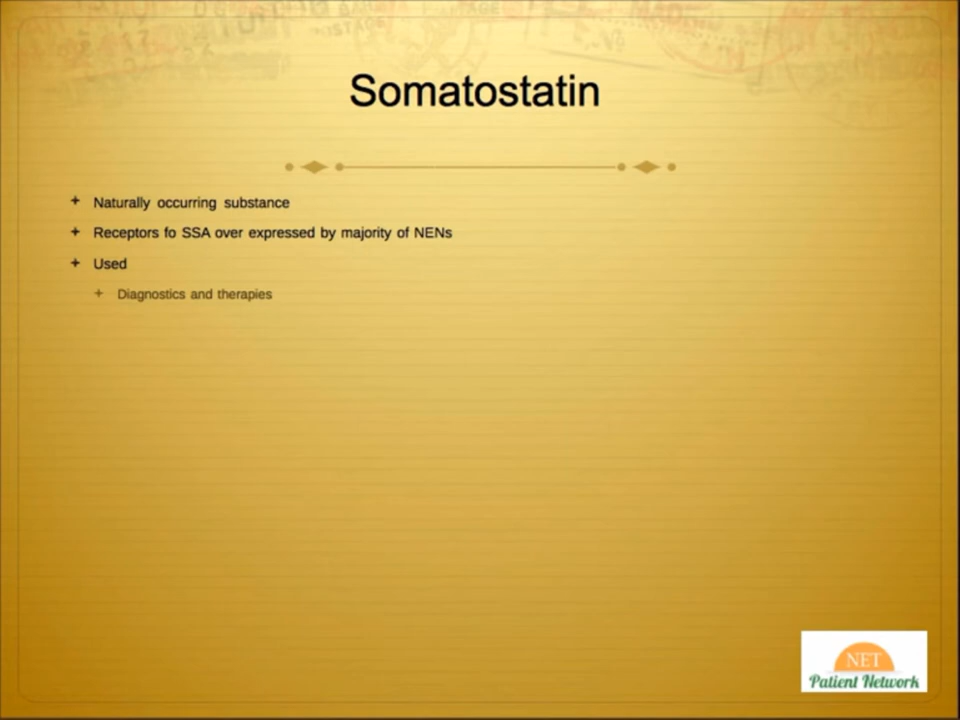 Somatostatin
Naturally occurring substance
Receptors fo SSA over expressed by majority of NENs
Used
Diagnostics and therapies
NET
Patient Network